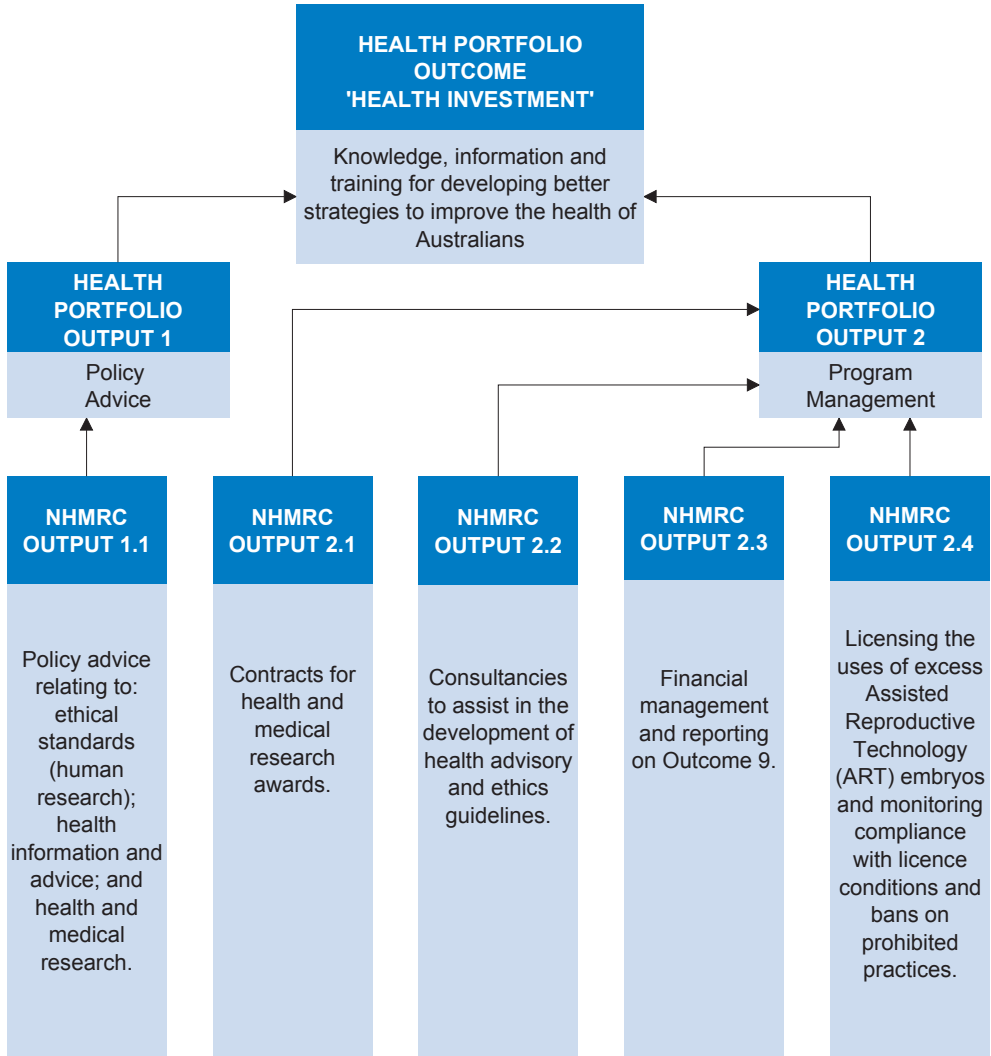 HEALTH PORTFOLIO
OUTCOME
'HEALTH INVESTMENT'
Knowledge, information and
training for developing better
strategies to improve the health of
Australians
HEALTH
PORTFOLIO
OUTPUT 1
Policy
Advice
HEALTH
PORTFOLIO
OUTPUT 2
Program
Management
NHMRC
OUTPUT 1.1
Policy advice
relating to:
ethical
standards
(human
research);
health
information and
advice; and
health and
medical
research.
NHMRC
OUTPUT 2.1
Contracts for
health and
medical
research
awards.
NHMRC
OUTPUT 2.2
Consultancies
to assist in the
development of
health advisory
and ethics
guidelines.
NHMRC
OUTPUT 2.3
Financial
management
and reporting
on Outcome 9.
NHMRC
OUTPUT 2.4
Licensing the
uses of excess
Assisted
Reproductive
Technology
(ART) embryos
and monitoring
compliance
with licence
conditions and
bans on
prohibited
practices.